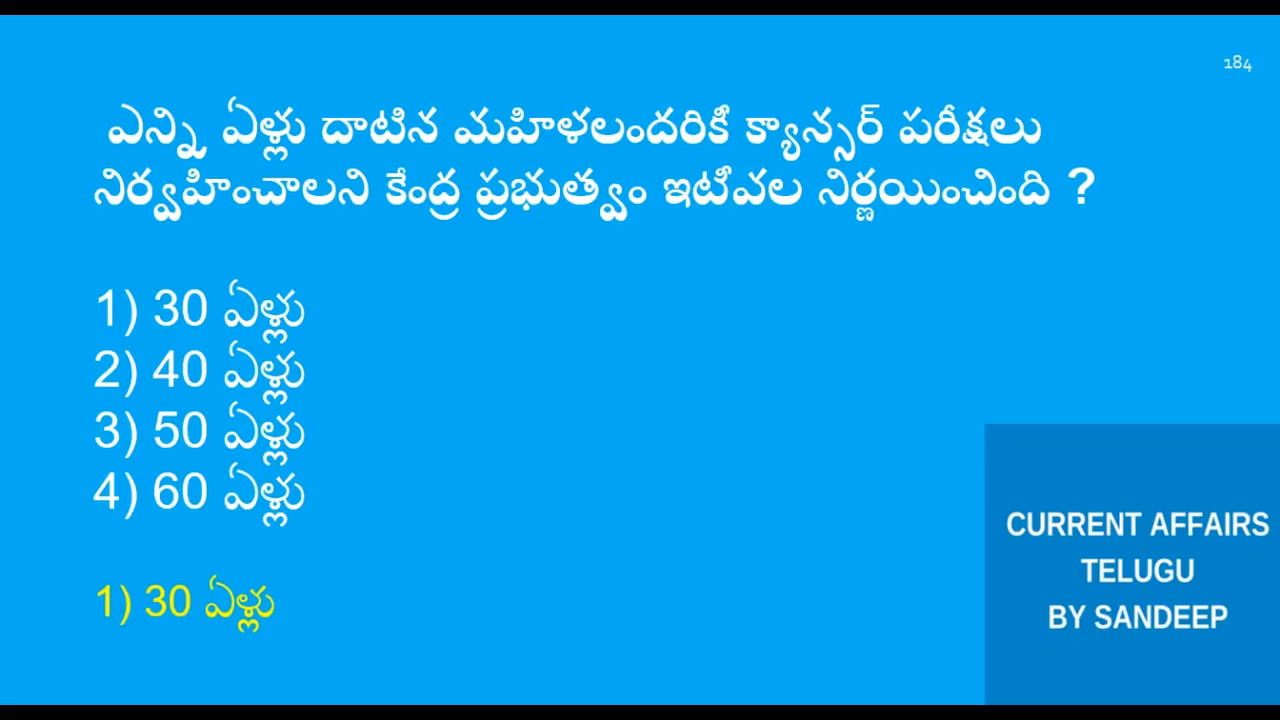 184
ఎన్ని ఏళ్లు దాటిన మహిళలందరికీ క్యాన్సర్ పరీక్షలు
నిర్వహించాలని కేంద్ర ప్రభుత్వం ఇటీవల నిర్ణయించింది ?
1) 30 ఏళ్లు
2) 40 ఏళ్లు
3) 50 ఏళ్లు
4) 60 ఏళ్లు
1) 30 ఏళ్లు
CURRENT AFFAIRS
TELUGU
BY SANDEEP